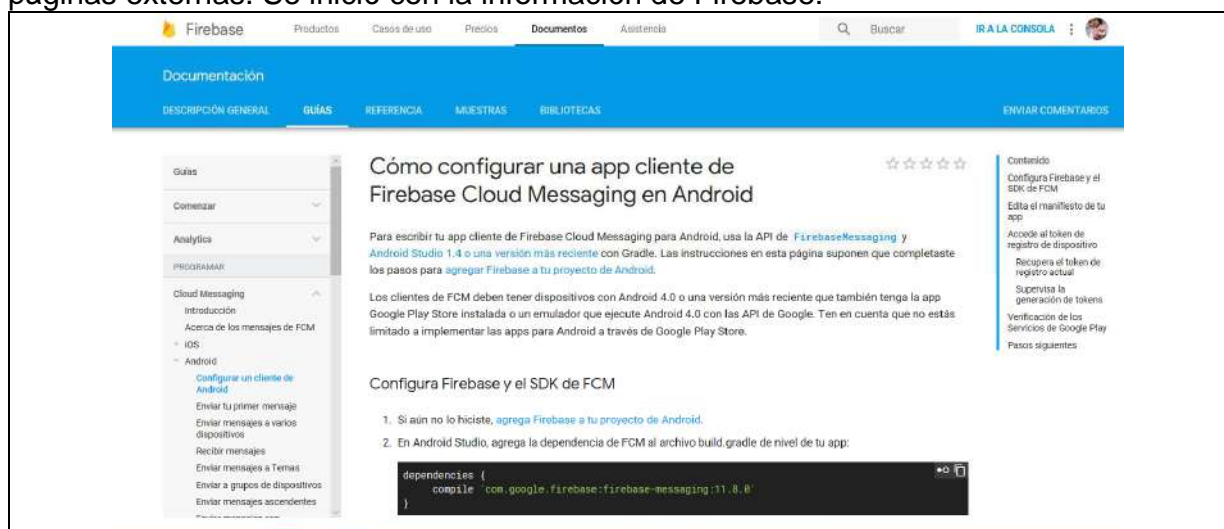 páginas externas. Se inicio con la información de Firebase.
Firebase Productos Casos de uso Precios Documentos Asistencia Buscar IR A LA CONSOLA
Documentación
DESCRIPCIÓN GENERAL GUÍAS REFERENCIA MUESTRAS BIBLIOTECAS ENVIAR COMENTARIOS
Guías
Comenzar
Analytics
PROGRAMAR
Cloud Messaging
Introducción
Acerca de los mensajes de FCM
iOS
Android
Configurar un cliente de
Android
Enviar tu primer mensaje
Enviar mensajes a varios
dispositivos
Recibir mensajes
Enviar mensajes a Temas
Enviar a grupos de dispositivos
Enviar mensajes ascendentes
Cómo configurar una app cliente de
Firebase Cloud Messaging en Android
Para escribir tu app cliente de Firebase Cloud Messaging para Android, usa la API de FirebaseMessaging y
Android Studio 1.4 o una versión más reciente con Gradle. Las instrucciones en esta página suponen que completaste
los pasos para agregar Firebase a tu proyecto de Android.
Los clientes de FCM deben tener dispositivos con Android 4.0 o una versión más reciente que también tenga la app
Google Play Store instalada o un emulador que ejecute Android 4.0 con las API de Google. Ten en cuenta que no estás
limitado a implementar las apps para Android a través de Google Play Store.
Configura Firebase y el SDK de FCM
1. Si aún no lo hiciste, agrega Firebase a tu proyecto de Android.
2. En Android Studio, agrega la dependencia de FCM al archivo build.gradle de nivel de tu app:
dependencies {
compile 'com.google.firebase:firebase-messaging:11.8.0'
}
Contenido
Configura Firebase y el
SDK de FCM
Edita el manifiesto de tu
app
Accede al token de
registro de dispositivo
Recupera el token de
registro actual
Supervisa la
generación de tokens
Verificación de los
Servicios de Google Play
Pasos siguientes